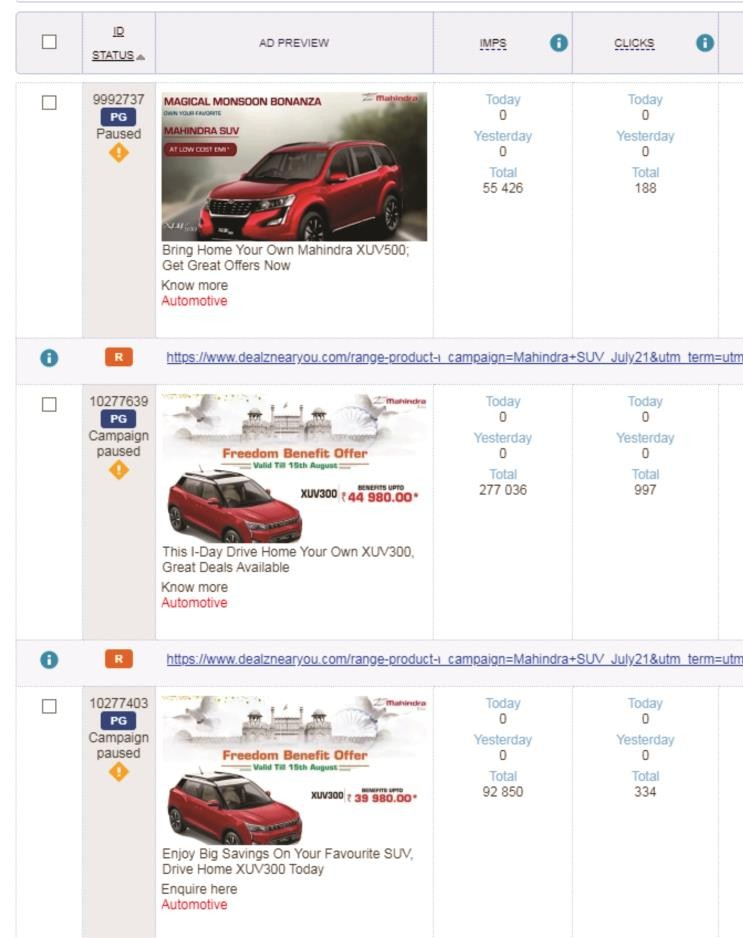 ID
STATUS
AD PREVIEW
IMPS
CLICKS
9992737
PG
Paused
MAGICAL MONSOON BONANZA
OWN YOUR FAVORITE
MAHINDRA SUV
AT LOW COST EMI*
Mahindra
XUV500
Bring Home Your Own Mahindra XUV500;
Get Great Offers Now
Know more
Automotive
Today
0
Yesterday
0
Total
55 426
Today
0
Yesterday
0
Total
188
R
https://www.dealznearyou.com/range-product-ı_campaign=Mahindra+SUV_July21&utm_term=utm
10277639
PG
Campaign
paused
Mahindra
Freedom Benefit Offer
Valid Till 15th August
XUV300
BENEFITS UPTO
₹ 44 980.00*
This I-Day Drive Home Your Own XUV300,
Great Deals Available
Know more
Automotive
Today
0
Yesterday
0
Total
277 036
Today
0
Yesterday
0
Total
997
R
https://www.dealznearyou.com/range-product-ı_campaign=Mahindra+SUV_July21&utm_term=utm
10277403
PG
Campaign
paused
Mahindra
Freedom Benefit Offer
Valid Till 15th August
XUV300
BENEFITS UPTO
₹ 39 980.00*
Enjoy Big Savings On Your Favourite SUV,
Drive Home XUV300 Today
Enquire here
Automotive
Today
0
Yesterday
0
Total
92 850
Today
0
Yesterday
0
Total
334